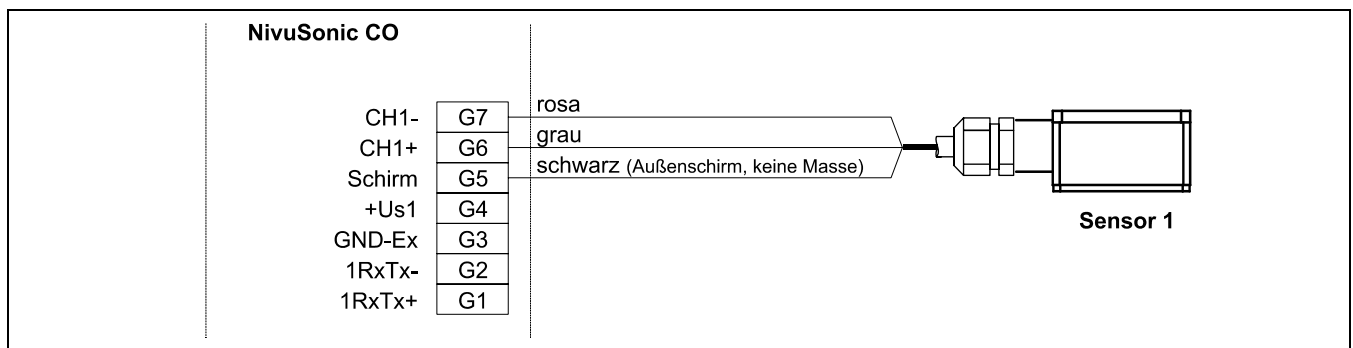 NivuSonic CO
CH1- G7 rosa
CH1+ G6 grau
Schirm G5 schwarz (Außenschirm, keine Masse)
+Us1 G4
GND-Ex G3
1RxTx- G2
1RxTx+ G1
Sensor 1